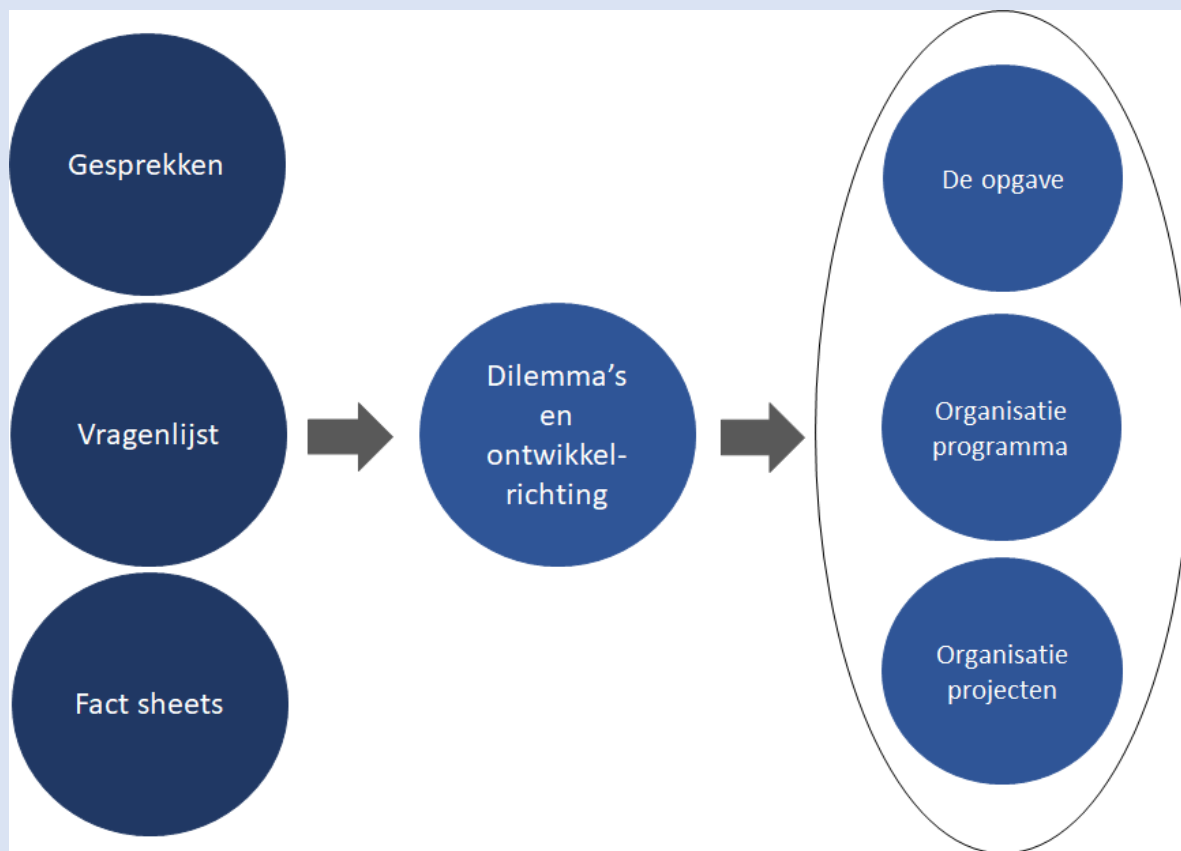 Gesprekken
Vragenlijst
Fact sheets
Dilemma's
en
ontwikkel-
richting
De opgave
Organisatie
programma
Organisatie
projecten